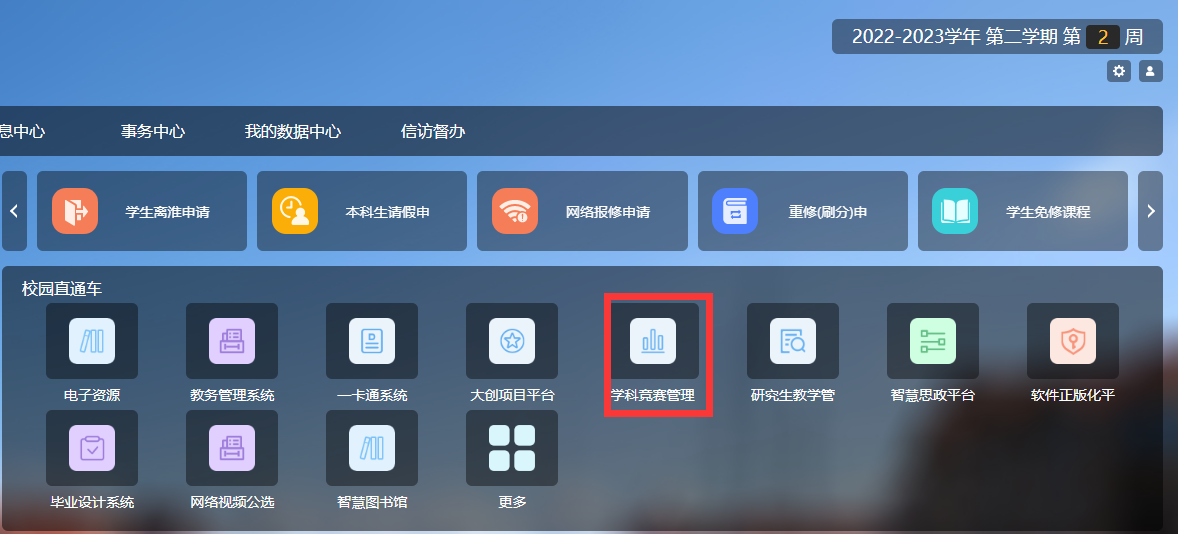 2022-2023学年 第二学期 第 2 周
息中心 事务中心 我的数据中心 信访督办
学生离淮申请 本科生请假申 网络报修申请 重修(刷分)申 学生免修课程
校园直通车
电子资源 教务管理系统 一卡通系统 大创项目平台 学科竞赛管理 研究生教学管 智慧思政平台 软件正版化平
毕业设计系统 网络视频公选 智慧图书馆 更多